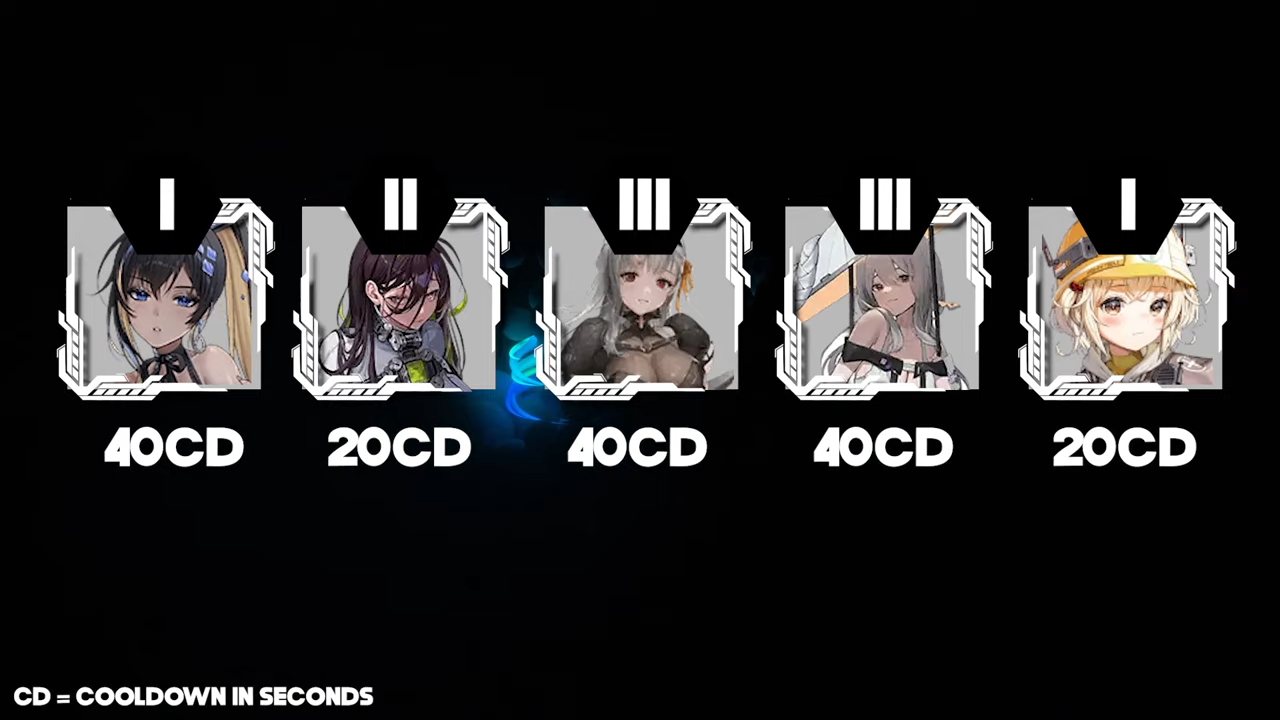 I II III III I
40CD 20CD 40CD 40CD 20CD
CD = COOLDOWN IN SECONDS